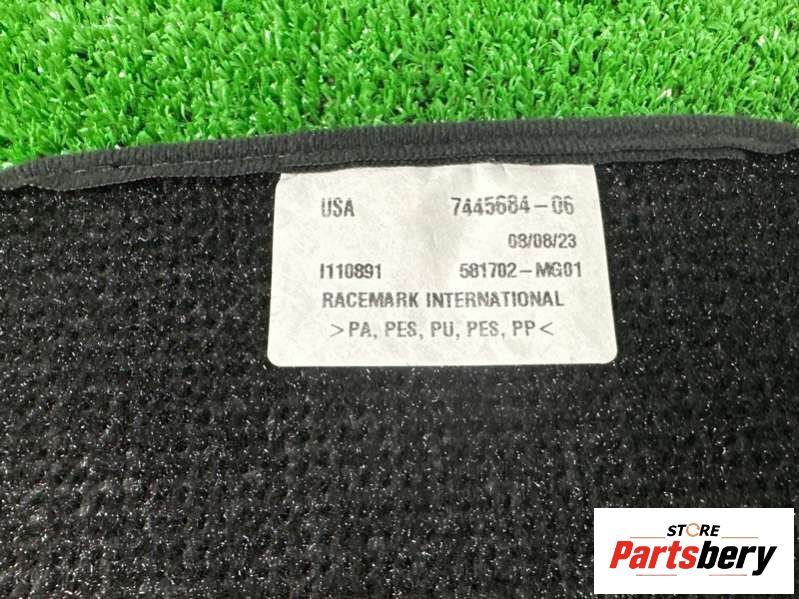 USA 7445684-06
08/08/23
I110891 581702-MG01
RACEMARK INTERNATIONAL
>PA, PES, PU, PES, PP<
STORE
Partsbery